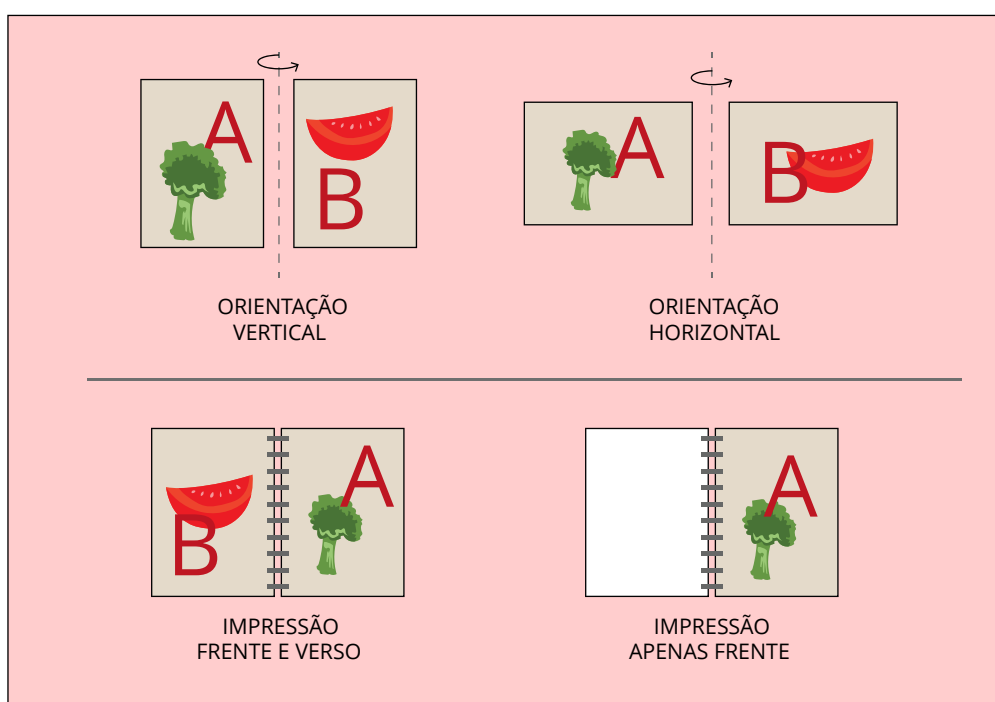 A
B
A
B
ORIENTAÇÃO
VERTICAL
ORIENTAÇÃO
HORIZONTAL
B
A
A
IMPRESSÃO
FRENTE E VERSO
IMPRESSÃO
APENAS FRENTE